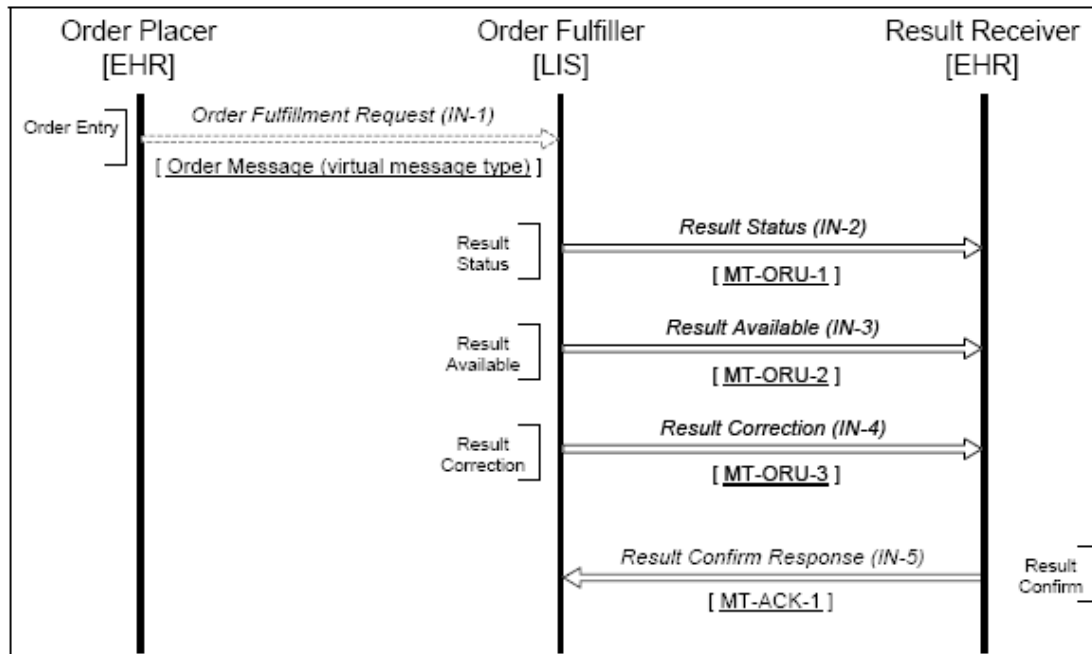 Order Placer
[EHR]
Order Fulfiller
[LIS]
Result Receiver
[EHR]
Order Entry
Order Fulfillment Request (IN-1)
[ Order Message (virtual message type) ]
Result
Status
Result Status (IN-2)
[ MT-ORU-1 ]
Result
Available
Result Available (IN-3)
[ MT-ORU-2 ]
Result
Correction
Result Correction (IN-4)
[ MT-ORU-3 ]
Result Confirm Response (IN-5)
[ MT-ACK-1 ]
Result
Confirm